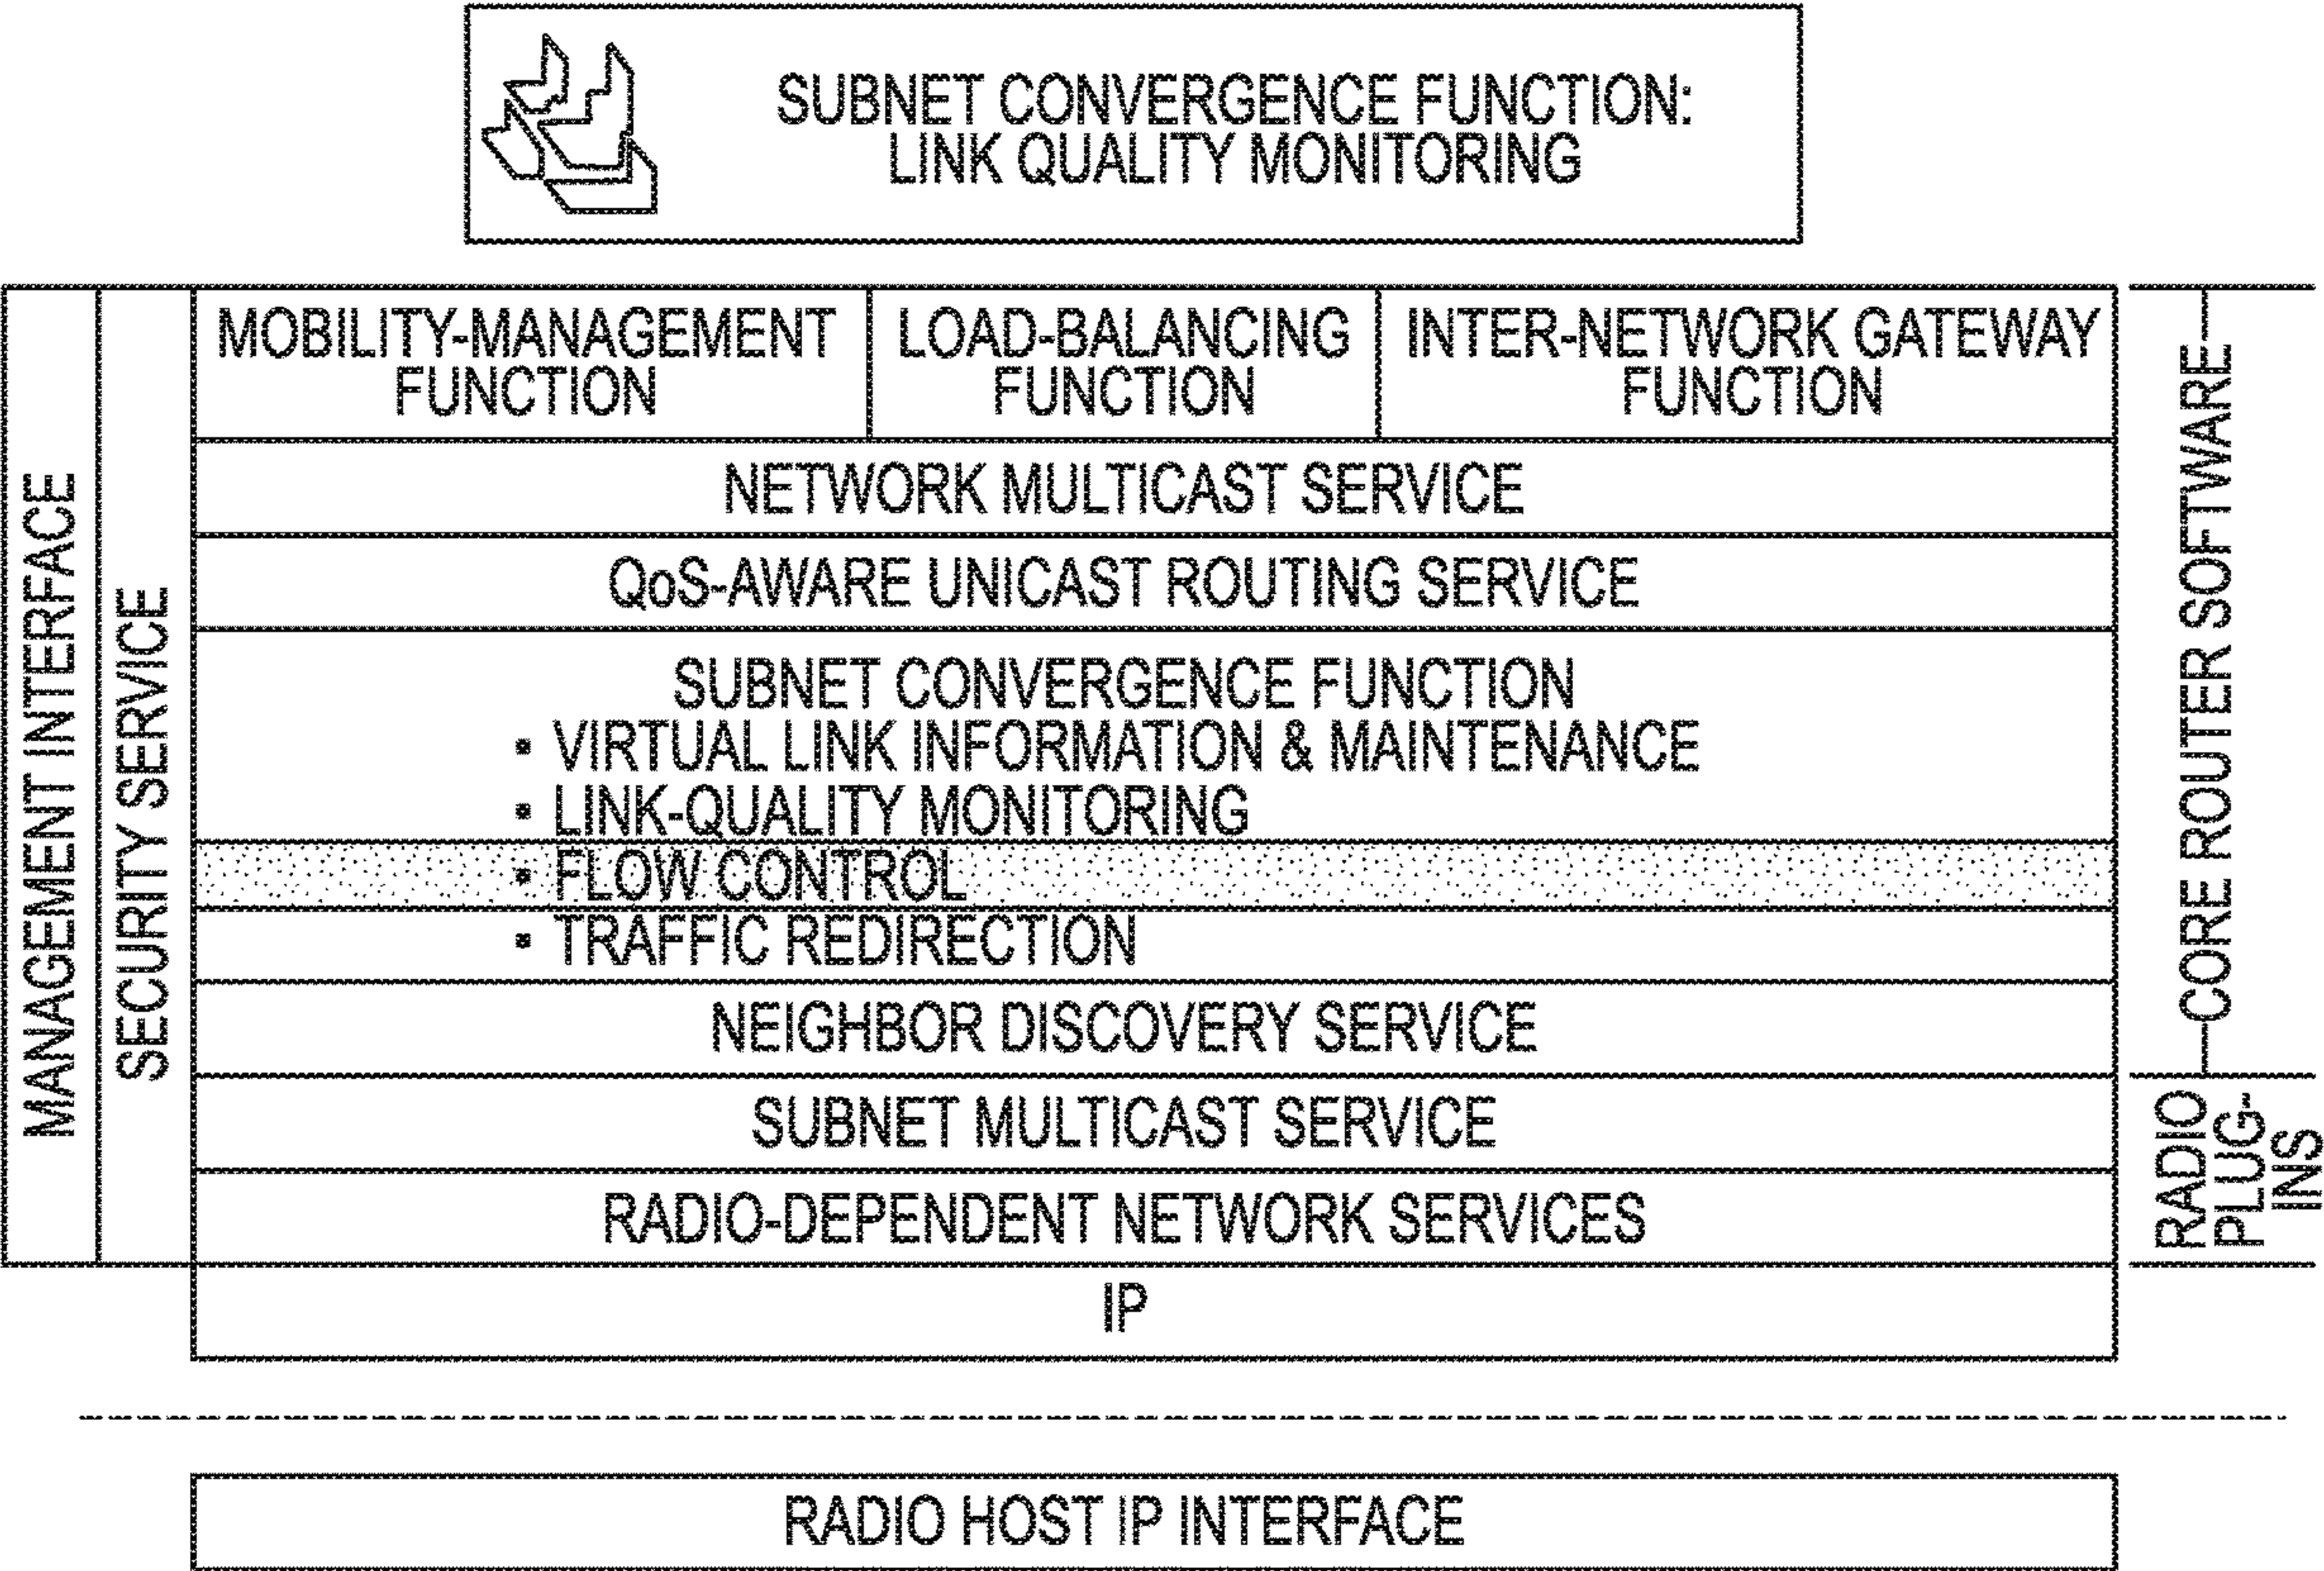 SUBNET CONVERGENCE FUNCTION:
LINK QUALITY MONITORING
MANAGEMENT INTERFACE
SECURITY SERVICE
MOBILITY-MANAGEMENT
FUNCTION
LOAD-BALANCING
FUNCTION
INTER-NETWORK GATEWAY
FUNCTION
NETWORK MULTICAST SERVICE
QoS-AWARE UNICAST ROUTING SERVICE
SUBNET CONVERGENCE FUNCTION
▪ VIRTUAL LINK INFORMATION & MAINTENANCE
▪ LINK-QUALITY MONITORING
▪ FLOW CONTROL
▪ TRAFFIC REDIRECTION
NEIGHBOR DISCOVERY SERVICE
SUBNET MULTICAST SERVICE
RADIO-DEPENDENT NETWORK SERVICES
IP
CORE ROUTER SOFTWARE
RADIO
PLUG-
INS
RADIO HOST IP INTERFACE